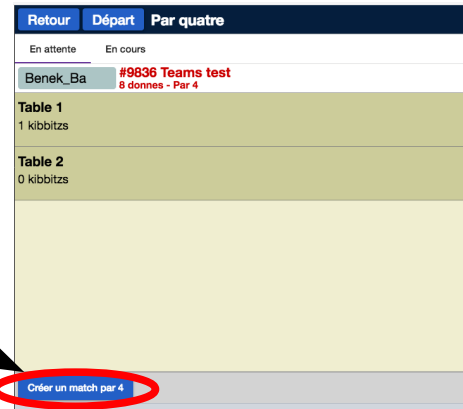 Retour Départ Par quatre
En attente En cours
Benek_Ba #9836 Teams test
8 donnes - Par 4
Table 1
1 kibbitzs
Table 2
0 kibbitzs
Créer un match par 4